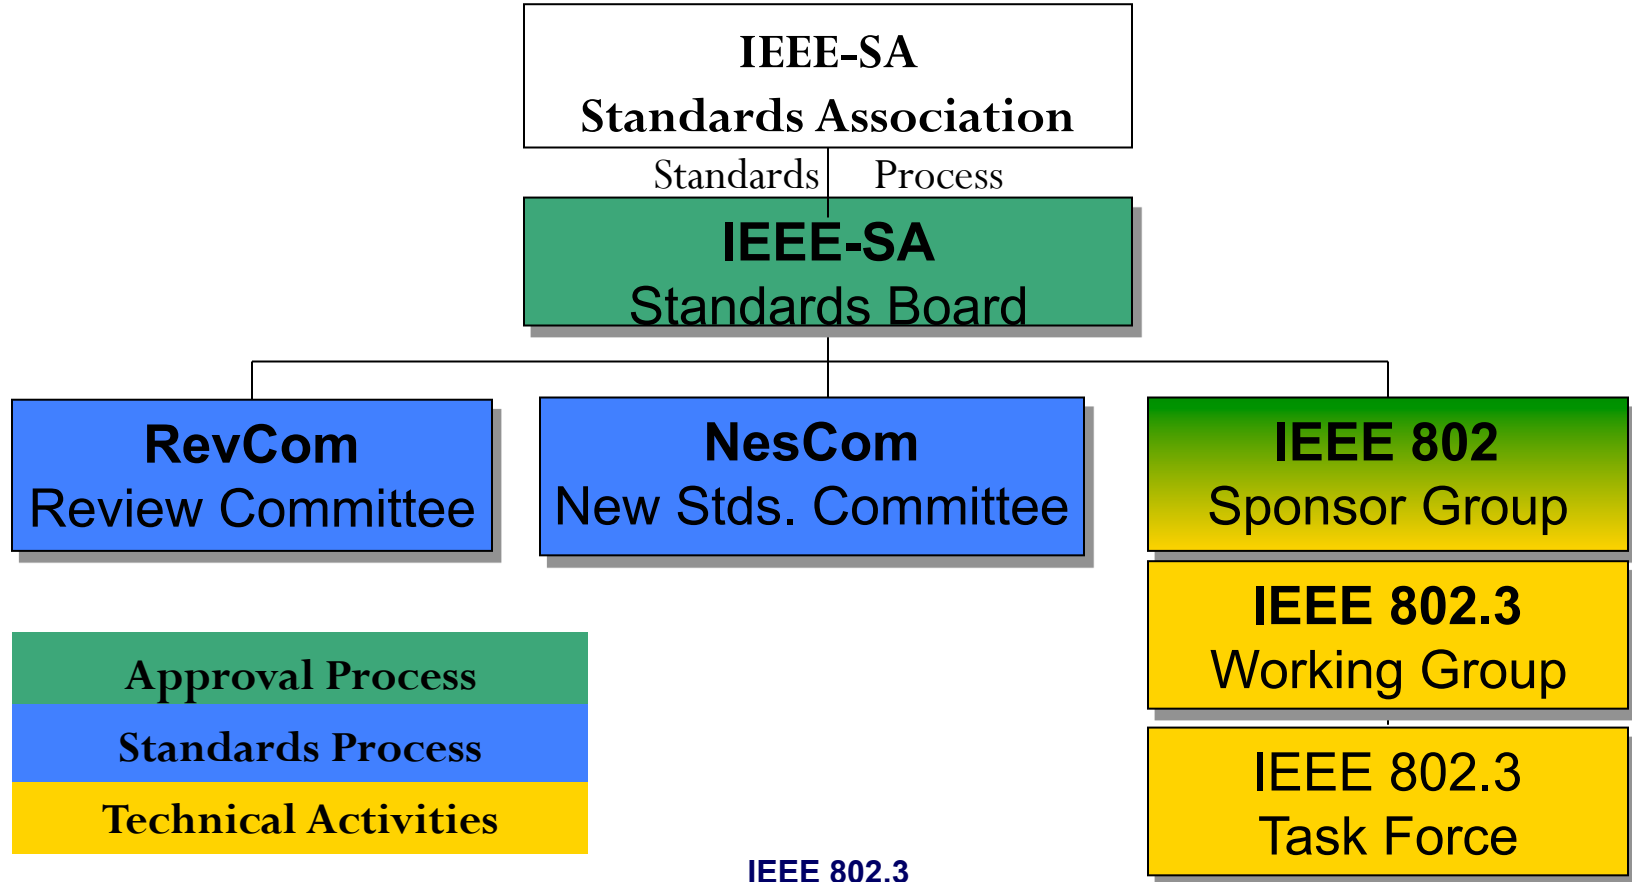 IEEE-SA
Standards Association
Standards Process
IEEE-SA
Standards Board
RevCom
Review Committee
NesCom
New Stds. Committee
IEEE 802
Sponsor Group
IEEE 802.3
Working Group
IEEE 802.3
Task Force
Approval Process
Standards Process
Technical Activities
IEEE 802.3